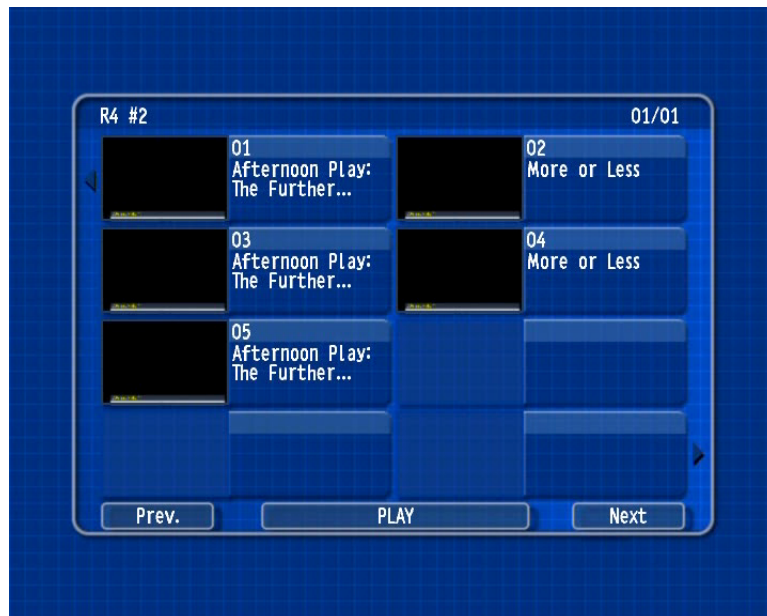 R4 #2
01/01
01
Afternoon Play:
The Further...
02
More or Less
03
Afternoon Play:
The Further...
04
More or Less
05
Afternoon Play:
The Further...
Prev.
PLAY
Next